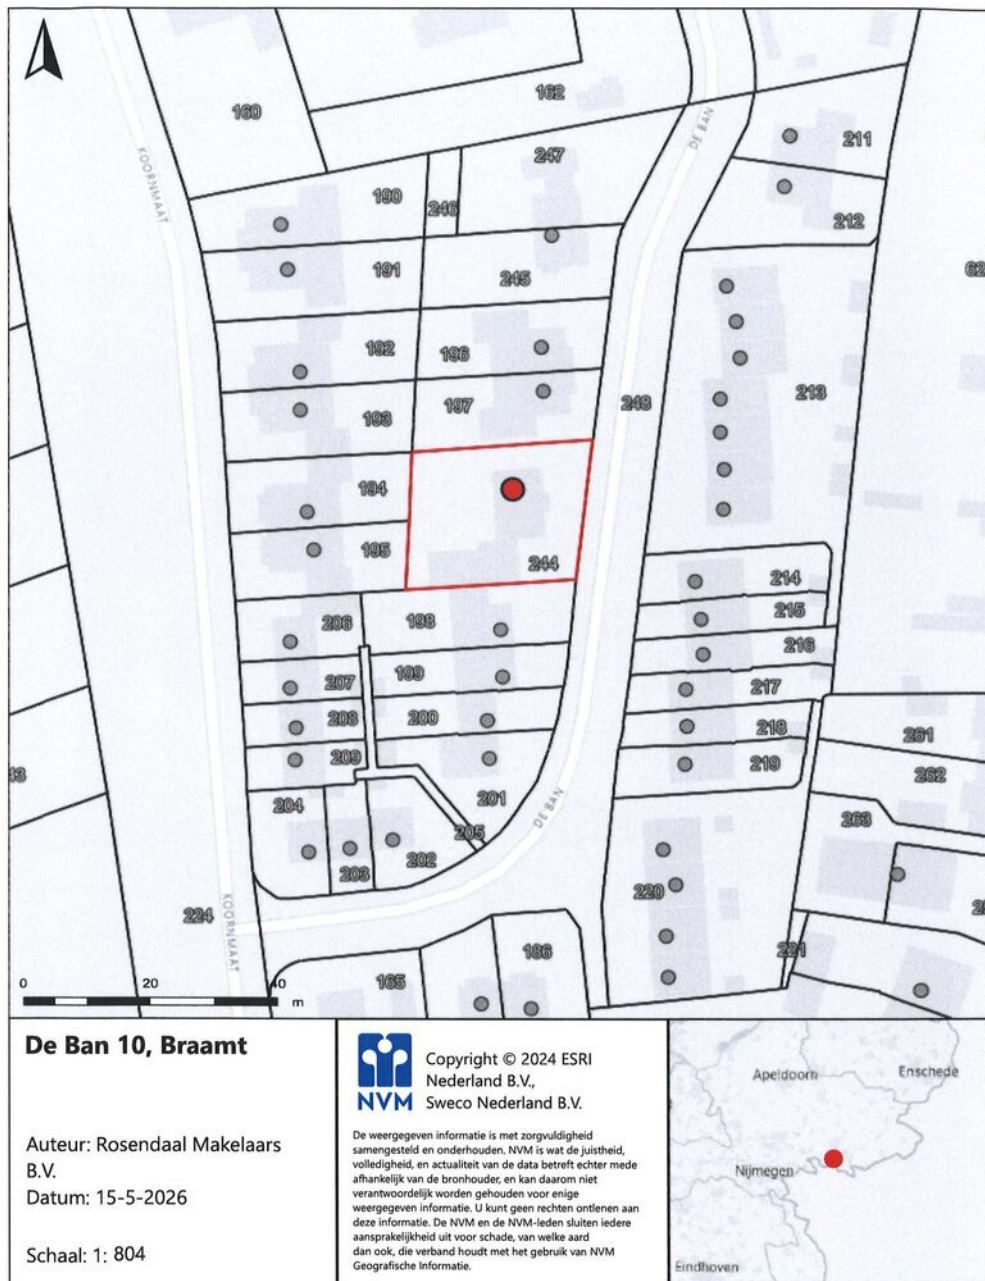 160
162
KOORNMAAT
DE BAN
211
247
190
246
212
191
245
62
192
196
193
197
248
213
194
195
244
214
206
198
215
216
199
207
217
208
200
218
209
219
261
262
204
201
DE BAN
205
263
203
202
220
224
KOORNMAAT
186
221
165
0 20 40 m
De Ban 10, Braamt
Auteur: Rosendaal Makelaars
B.V.
Datum: 15-5-2026
Schaal: 1: 804
NVM
Copyright © 2024 ESRI
Nederland B.V.,
Sweco Nederland B.V.
De weergegeven informatie is met zorgvuldigheid
samengesteld en onderhouden. NVM is wat de juistheid,
volledigheid, en actualiteit van de data betreft echter mede
afhankelijk van de bronhouder, en kan daarom niet
verantwoordelijk worden gehouden voor enige
weergegeven informatie. U kunt geen rechten ontlenen aan
deze informatie. De NVM en de NVM-leden sluiten iedere
aansprakelijkheid uit voor schade, van welke aard
dan ook, die verband houdt met het gebruik van NVM
Geografische Informatie.
Apeldoorn
Enschede
Nijmegen
Eindhoven